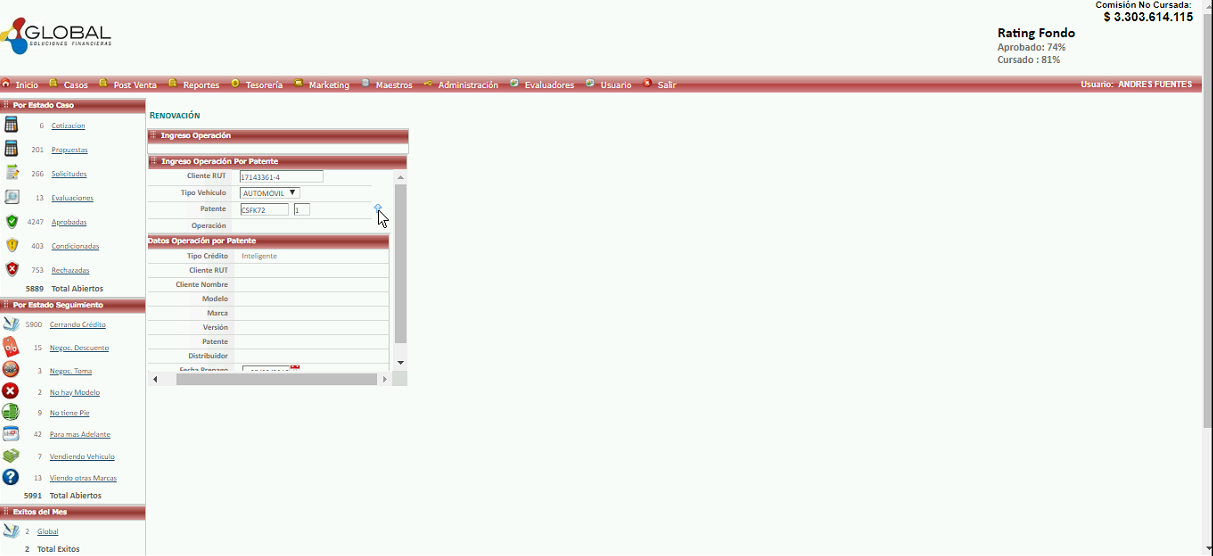 Comisión No Cursada:
$ 3.303.614.115
GLOBAL
SOLUCIONES FINANCIERAS
Rating Fondo
Aprobado: 74%
Cursado : 81%
Inicio Casos Post Venta Reportes Tesorería Marketing Maestros Administración Evaluadores Usuario Salir Usuario: ANDRES FUENTES
Por Estado Caso
6 Cotizacion
201 Propuestas
266 Solicitudes
13 Evaluaciones
4247 Aprobadas
403 Condicionadas
753 Rechazadas
5889 Total Abiertos
Por Estado Seguimiento
5900 Cerrando Crédito
15 Negoc. Descuento
3 Negoc. Toma
2 No hay Modelo
9 No tiene Pie
42 Para mas Adelante
7 Vendiendo Vehículo
13 Viendo otras Marcas
5991 Total Abiertos
Exitos del Mes
2 Global
2 Total Exitos
RENOVACIÓN
Ingreso Operación
Ingreso Operación Por Patente
Cliente RUT 17143361-4
Tipo Vehículo AUTOMOVIL
Patente CSFK72 1
Operación
Datos Operación por Patente
Tipo Crédito Inteligente
Cliente RUT
Cliente Nombre
Modelo
Marca
Versión
Patente
Distribuidor
Fecha Prepago